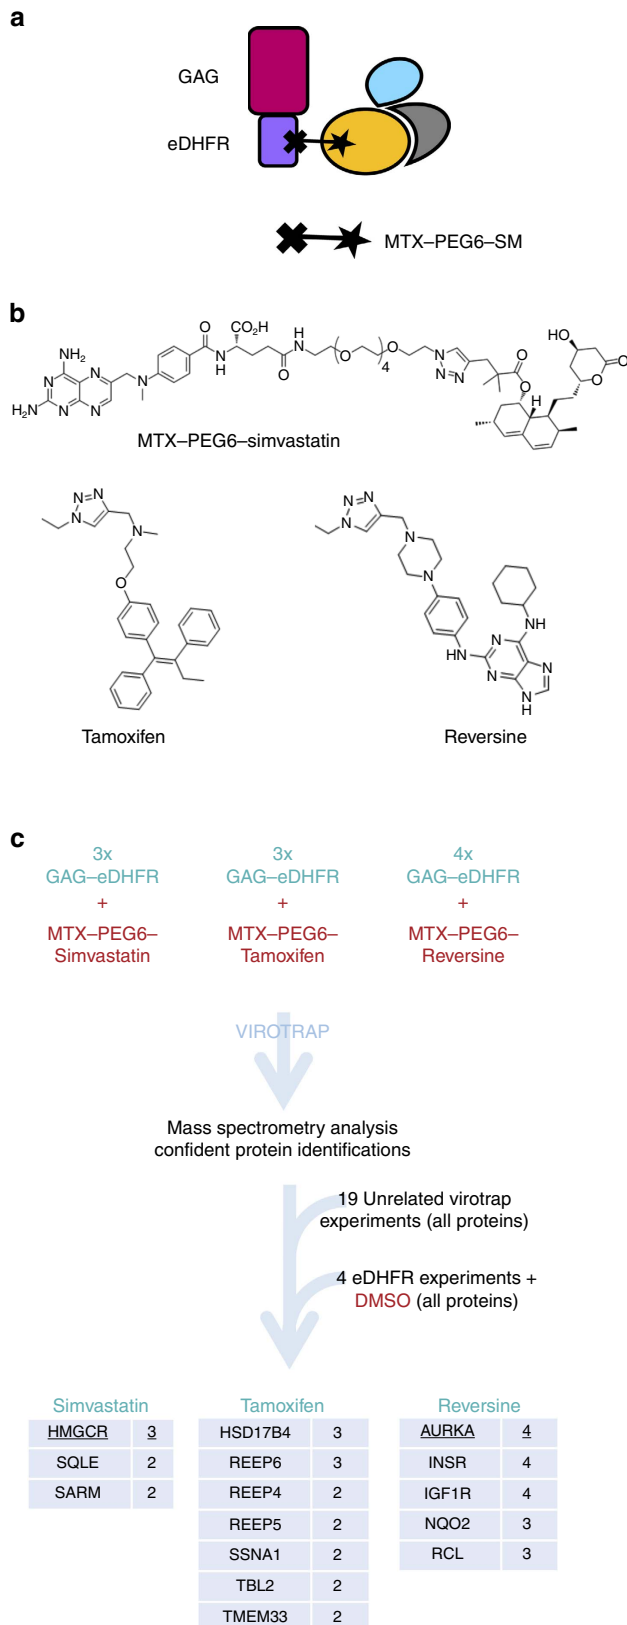 a
GAG
eDHFR
MTX–PEG6–SM
b
NH₂
N
N
H₂N
N
N
N
O
N
H
CO₂H
O
H
N
O
4
O
N
N=N
O
O
H
HO
O
O
MTX–PEG6–simvastatin
N=N
N
N
O
Tamoxifen
N=N
N
N
N
NH
HN
N
N
N
N
H
Reversine
c
3x
GAG–eDHFR
+
MTX–PEG6–
Simvastatin
3x
GAG–eDHFR
+
MTX–PEG6–
Tamoxifen
4x
GAG–eDHFR
+
MTX–PEG6–
Reversine
VIROTRAP
Mass spectrometry analysis
confident protein identifications
19 Unrelated virotrap
experiments (all proteins)
4 eDHFR experiments +
DMSO (all proteins)
Simvastatin
HMGCR 3
SQLE 2
SARM 2
Tamoxifen
HSD17B4 3
REEP6 3
REEP4 2
REEP5 2
SSNA1 2
TBL2 2
TMEM33 2
Reversine
AURKA 4
INSR 4
IGF1R 4
NQO2 3
RCL 3